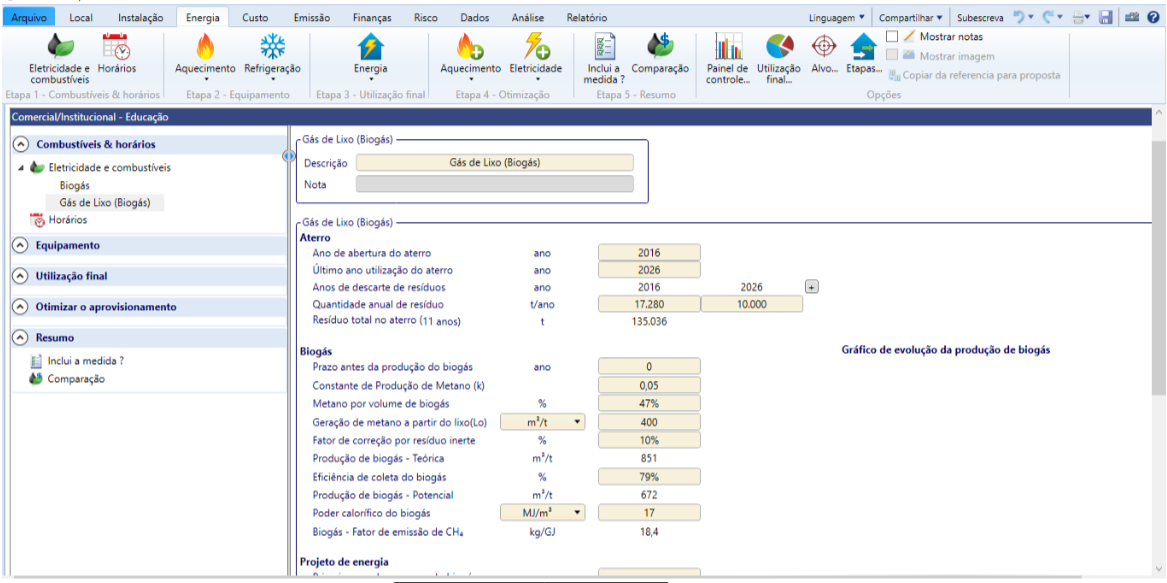 Arquivo Local Instalação Energia Custo Emissão Finanças Risco Dados Análise Relatório Linguagem Compartilhar Subescreva
Eletricidade e combustíveis Horários Aquecimento Refrigeração Energia Aquecimento Eletricidade Inclui a medida ? Comparação Painel de controle... Utilização final... Alvo... Etapas... Mostrar notas
Mostrar imagem
Copiar da referencia para proposta
Etapa 1 - Combustíveis & horários Etapa 2 - Equipamento Etapa 3 - Utilização final Etapa 4 - Otimização Etapa 5 - Resumo Opções
Comercial/Institucional - Educação
Combustíveis & horários
Eletricidade e combustíveis
Biogás
Gás de Lixo (Biogás)
Horários
Equipamento
Utilização final
Otimizar o aprovisionamento
Resumo
Inclui a medida ?
Comparação
Gás de Lixo (Biogás)
Descrição Gás de Lixo (Biogás)
Nota
Gás de Lixo (Biogás)
Aterro
Ano de abertura do aterro ano 2016
Último ano utilização do aterro ano 2026
Anos de descarte de resíduos ano 2016 2026 +
Quantidade anual de resíduo t/ano 17.280 10.000
Resíduo total no aterro (11 anos) t 135.036
Gráfico de evolução da produção de biogás
Biogás
Prazo antes da produção do biogás ano 0
Constante de Produção de Metano (k) 0,05
Metano por volume de biogás % 47%
Geração de metano a partir do lixo(Lo) m³/t 400
Fator de correção por resíduo inerte % 10%
Produção de biogás - Teórica m³/t 851
Eficiência de coleta do biogás % 79%
Produção de biogás - Potencial m³/t 672
Poder calorífico do biogás MJ/m³ 17
Biogás - Fator de emissão de CH₄ kg/GJ 18,4
Projeto de energia